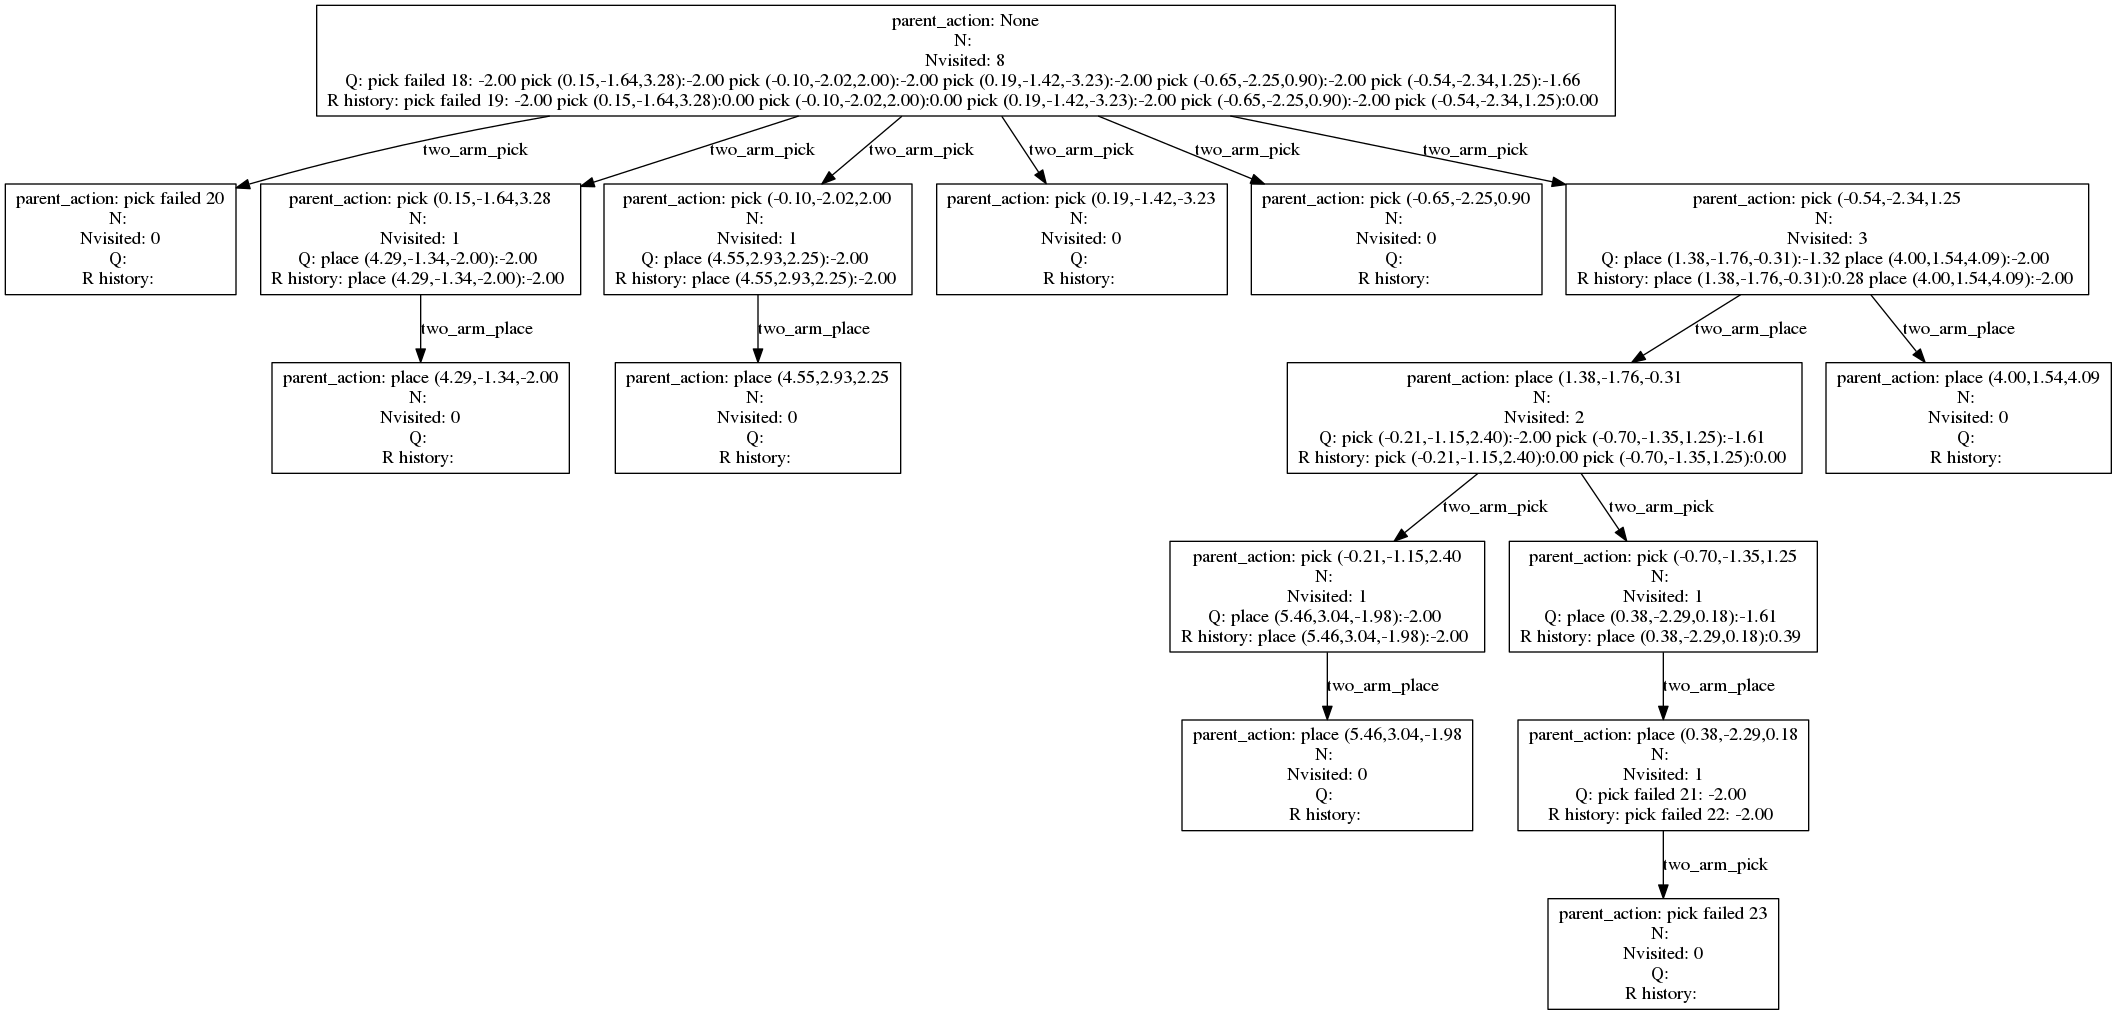 parent_action: None
N:
Nvisited: 8
Q: pick failed 18: -2.00 pick (0.15,-1.64,3.28):-2.00 pick (-0.10,-2.02,2.00):-2.00 pick (0.19,-1.42,-3.23):-2.00 pick (-0.65,-2.25,0.90):-2.00 pick (-0.54,-2.34,1.25):-1.66
R history: pick failed 19: -2.00 pick (0.15,-1.64,3.28):0.00 pick (-0.10,-2.02,2.00):0.00 pick (0.19,-1.42,-3.23):-2.00 pick (-0.65,-2.25,0.90):-2.00 pick (-0.54,-2.34,1.25):0.00
two_arm_pick
two_arm_pick
two_arm_pick
two_arm_pick
two_arm_pick
two_arm_pick
parent_action: pick failed 20
N:
Nvisited: 0
Q:
R history:
parent_action: pick (0.15,-1.64,3.28
N:
Nvisited: 1
Q: place (4.29,-1.34,-2.00):-2.00
R history: place (4.29,-1.34,-2.00):-2.00
parent_action: pick (-0.10,-2.02,2.00
N:
Nvisited: 1
Q: place (4.55,2.93,2.25):-2.00
R history: place (4.55,2.93,2.25):-2.00
parent_action: pick (0.19,-1.42,-3.23
N:
Nvisited: 0
Q:
R history:
parent_action: pick (-0.65,-2.25,0.90
N:
Nvisited: 0
Q:
R history:
parent_action: pick (-0.54,-2.34,1.25
N:
Nvisited: 3
Q: place (1.38,-1.76,-0.31):-1.32 place (4.00,1.54,4.09):-2.00
R history: place (1.38,-1.76,-0.31):0.28 place (4.00,1.54,4.09):-2.00
two_arm_place
two_arm_place
two_arm_place
two_arm_place
parent_action: place (4.29,-1.34,-2.00
N:
Nvisited: 0
Q:
R history:
parent_action: place (4.55,2.93,2.25
N:
Nvisited: 0
Q:
R history:
parent_action: place (1.38,-1.76,-0.31
N:
Nvisited: 2
Q: pick (-0.21,-1.15,2.40):-2.00 pick (-0.70,-1.35,1.25):-1.61
R history: pick (-0.21,-1.15,2.40):0.00 pick (-0.70,-1.35,1.25):0.00
parent_action: place (4.00,1.54,4.09
N:
Nvisited: 0
Q:
R history:
two_arm_pick
two_arm_pick
parent_action: pick (-0.21,-1.15,2.40
N:
Nvisited: 1
Q: place (5.46,3.04,-1.98):-2.00
R history: place (5.46,3.04,-1.98):-2.00
parent_action: pick (-0.70,-1.35,1.25
N:
Nvisited: 1
Q: place (0.38,-2.29,0.18):-1.61
R history: place (0.38,-2.29,0.18):0.39
two_arm_place
two_arm_place
parent_action: place (5.46,3.04,-1.98
N:
Nvisited: 0
Q:
R history:
parent_action: place (0.38,-2.29,0.18
N:
Nvisited: 1
Q: pick failed 21: -2.00
R history: pick failed 22: -2.00
two_arm_pick
parent_action: pick failed 23
N:
Nvisited: 0
Q:
R history: